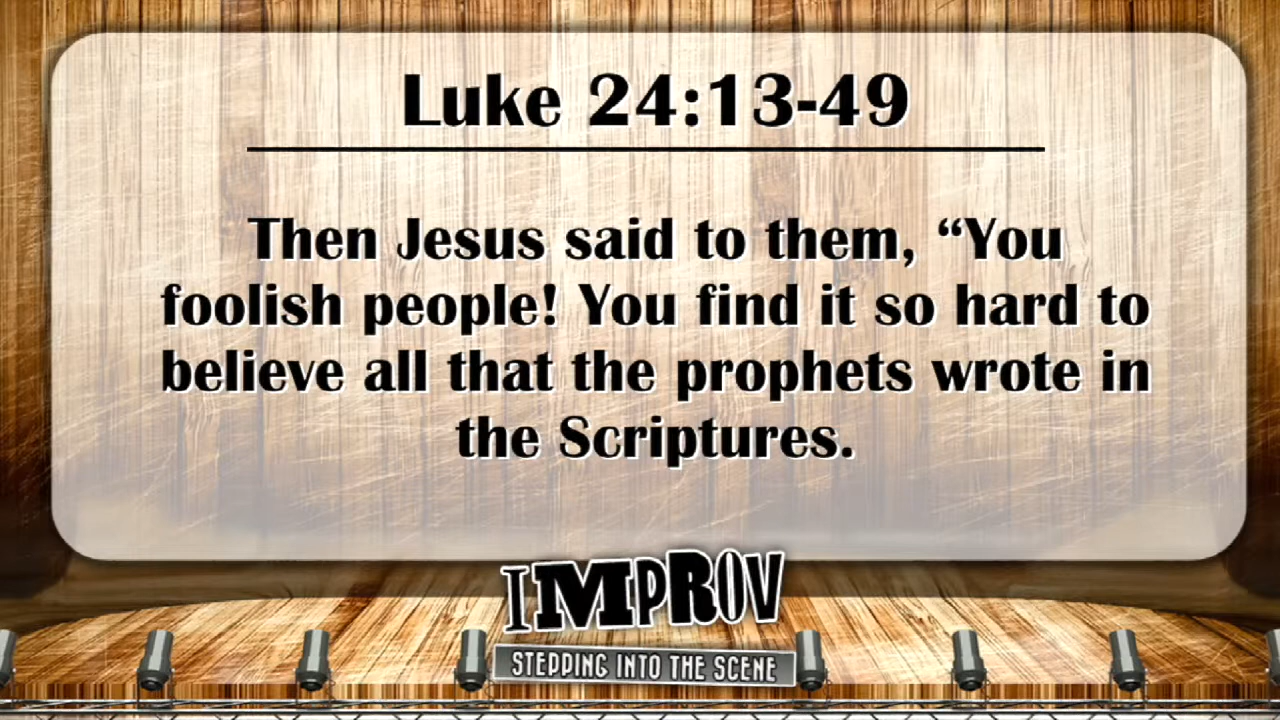 Luke 24:13-49
Then Jesus said to them, “You
foolish people! You find it so hard to
believe all that the prophets wrote in
the Scriptures.
IMPROV
STEPPING INTO THE SCENE